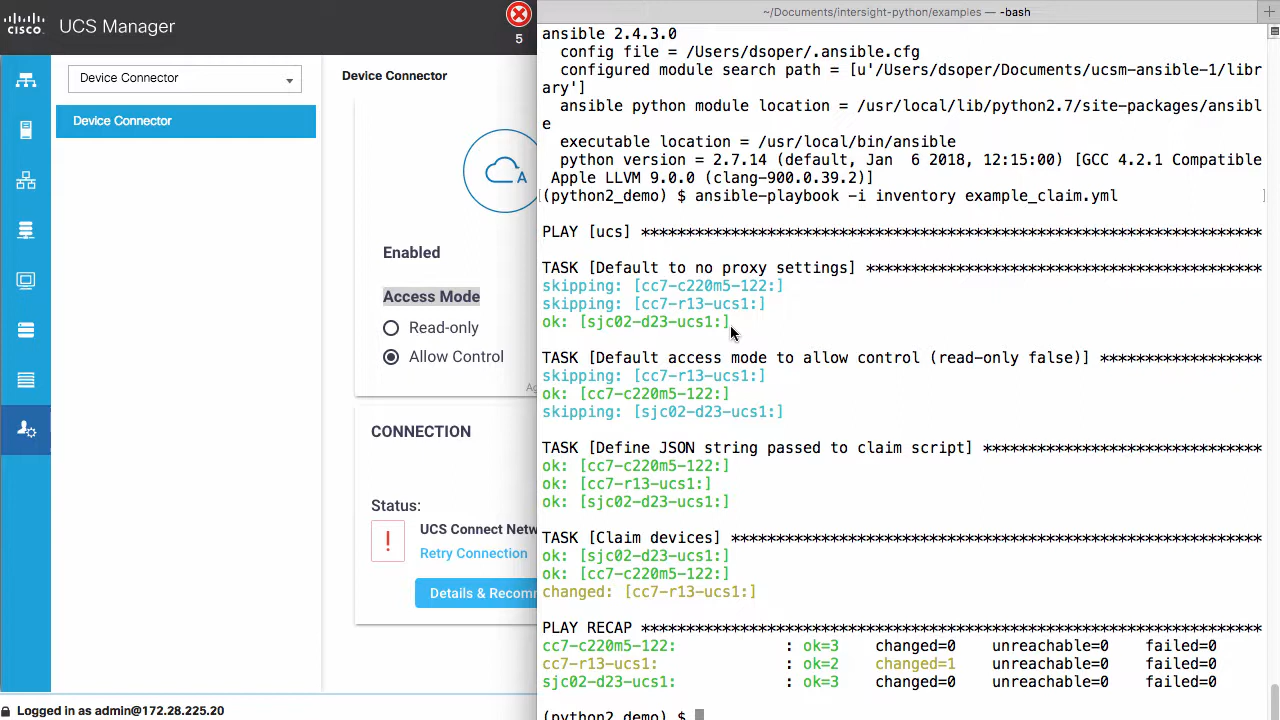 CISCO
UCS Manager
5
Device Connector
Device Connector
Device Connector
A
Enabled
Access Mode
Read-only
Allow Control
CONNECTION
Status:
!
UCS Connect Netw
Retry Connection
Details & Recom
Logged in as admin@172.28.225.20
~/Documents/intersight-python/examples — -bash
ansible 2.4.3.0
config file = /Users/dsoper/.ansible.cfg
configured module search path = [u'/Users/dsoper/Documents/ucsm-ansible-1/libr
ary']
ansible python module location = /usr/local/lib/python2.7/site-packages/ansibl
e
executable location = /usr/local/bin/ansible
python version = 2.7.14 (default, Jan  6 2018, 12:15:00) [GCC 4.2.1 Compatible
Apple LLVM 9.0.0 (clang-900.0.39.2)]
[(python2_demo) $ ansible-playbook -i inventory example_claim.yml ]
PLAY [ucs] ********************************************************************
TASK [Default to no proxy settings] *******************************************
skipping: [cc7-c220m5-122:]
skipping: [cc7-r13-ucs1:]
ok: [sjc02-d23-ucs1:]
TASK [Default access mode to allow control (read-only false)] *****************
skipping: [cc7-r13-ucs1:]
ok: [cc7-c220m5-122:]
skipping: [sjc02-d23-ucs1:]
TASK [Define JSON string passed to claim script] ******************************
ok: [cc7-c220m5-122:]
ok: [cc7-r13-ucs1:]
ok: [sjc02-d23-ucs1:]
TASK [Claim devices] **********************************************************
ok: [sjc02-d23-ucs1:]
ok: [cc7-c220m5-122:]
changed: [cc7-r13-ucs1:]
PLAY RECAP ********************************************************************
cc7-c220m5-122: : ok=3 changed=0 unreachable=0 failed=0
cc7-r13-ucs1: : ok=2 changed=1 unreachable=0 failed=0
sjc02-d23-ucs1: : ok=3 changed=0 unreachable=0 failed=0
(python2_demo) $